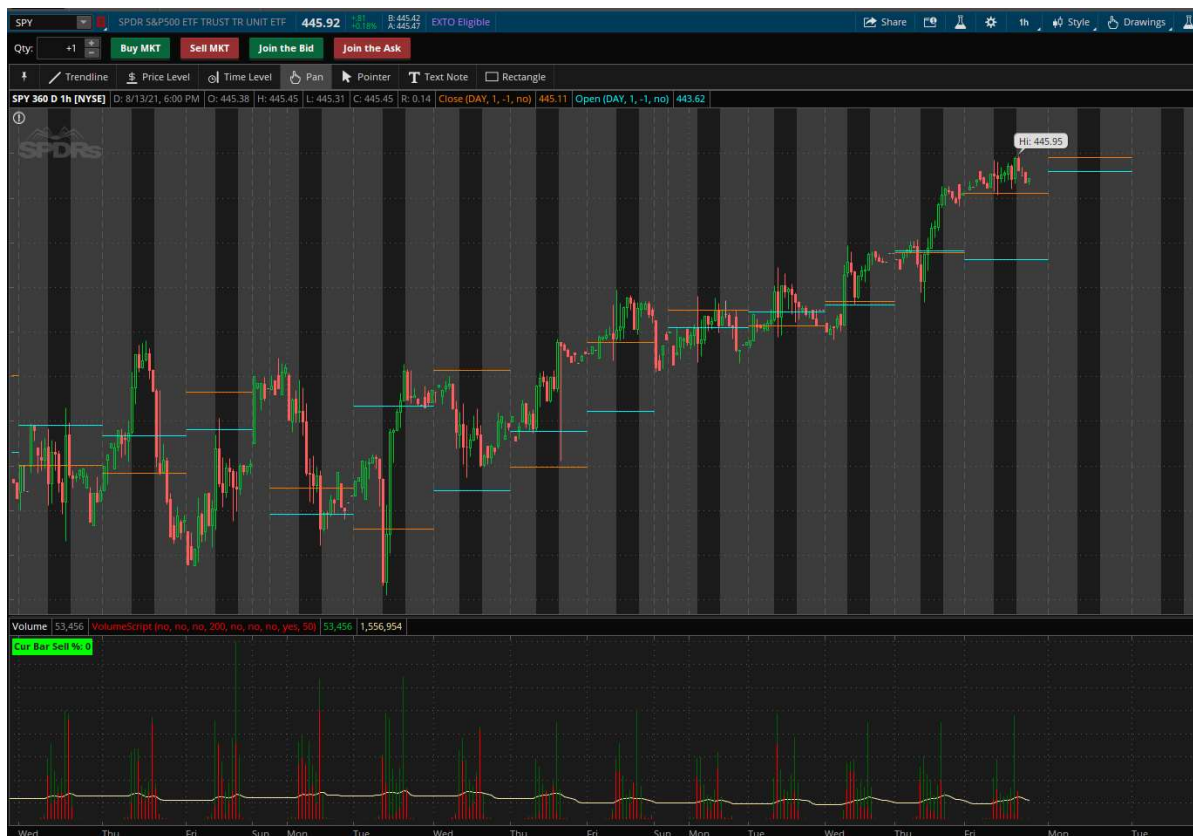 SPY SPDR S&P500 ETF TRUST TR UNIT ETF 445.92 +.81 +0.18% B: 445.42 A: 445.47 EXTO Eligible Share 1h Style Drawings
Qty: +1 Buy MKT Sell MKT Join the Bid Join the Ask
Trendline $ Price Level Time Level Pan Pointer T Text Note Rectangle
SPY 360 D 1h [NYSE] D: 8/13/21, 6:00 PM O: 445.38 H: 445.45 L: 445.31 C: 445.45 R: 0.14 Close (DAY, 1, -1, no) 445.11 Open (DAY, 1, -1, no) 443.62
SPDRs
Hi: 445.95
Volume 53,456 VolumeScript (no, no, no, 200, no, no, no, yes, 50) 53,456 1,556,954
Cur Bar Sell %: 0
Wed Thu Fri Sun Mon Tue Wed Thu Fri Sun Mon Tue Wed Thu Fri Mon Tue